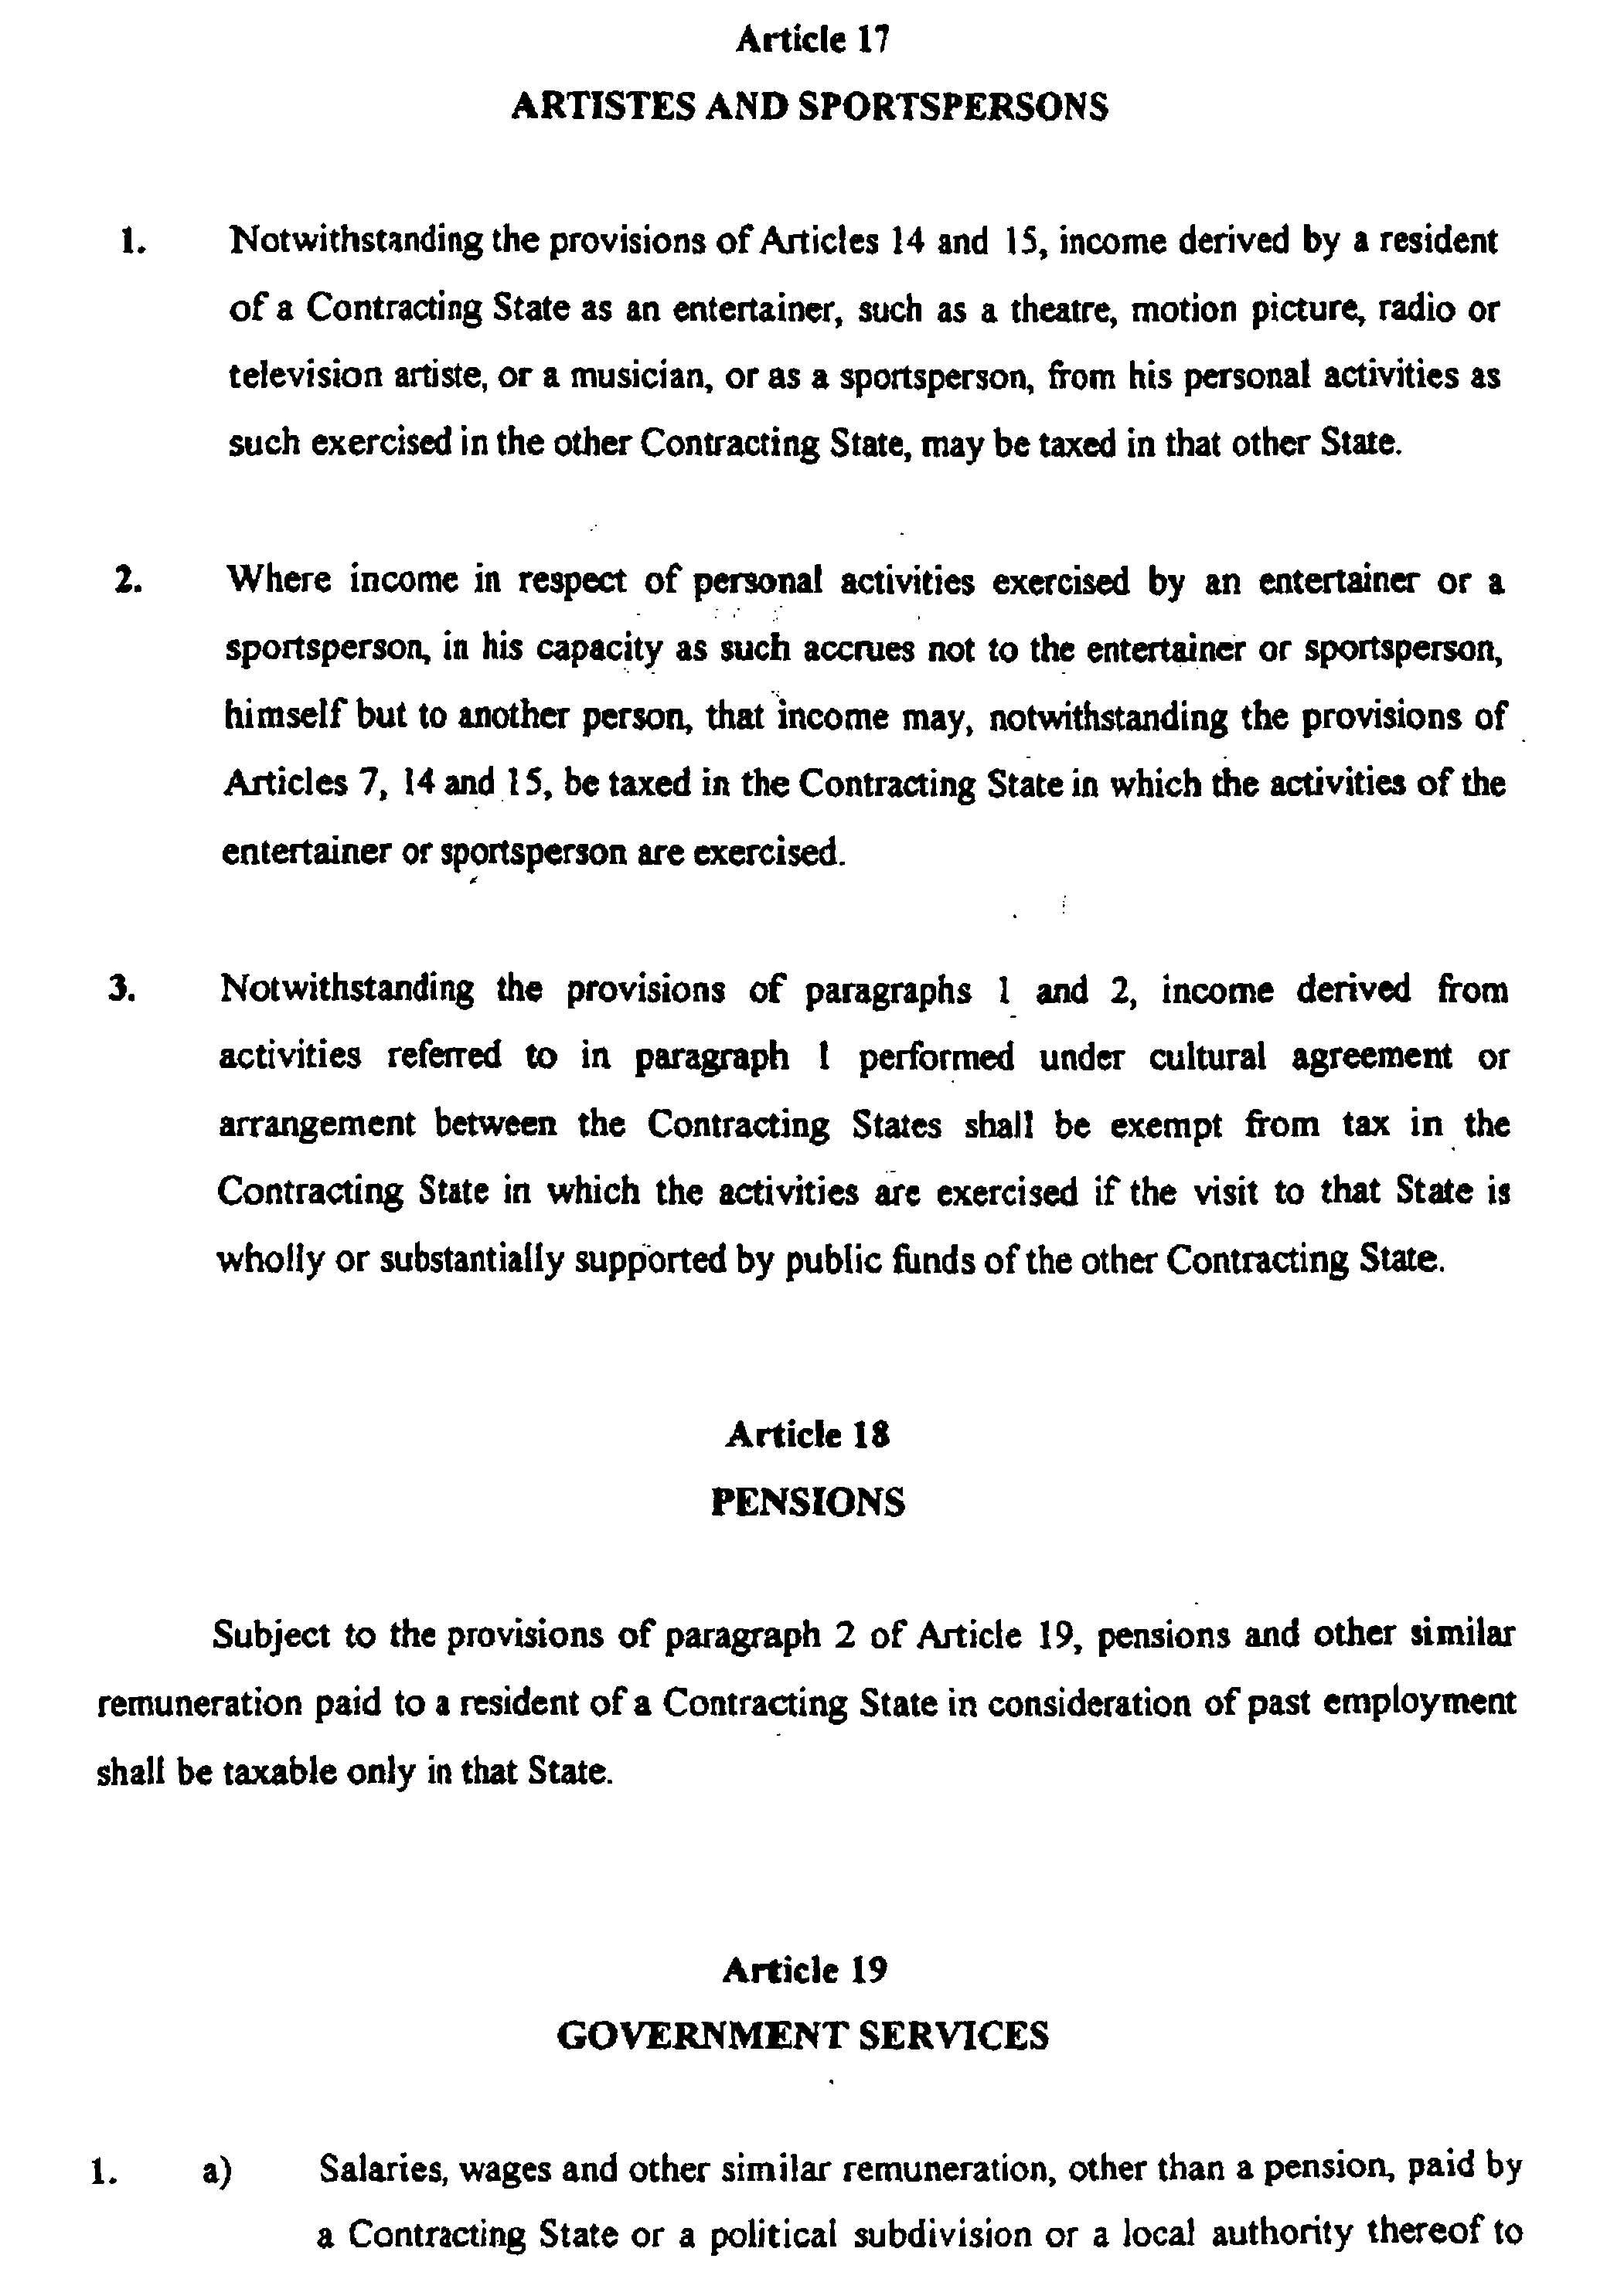 Article 17
ARTISTES AND SPORTSPERSONS
1. Notwithstanding the provisions of Articles 14 and 15, income derived by a resident
of a Contracting State as an entertainer, such as a theatre, motion picture, radio or
television artiste, or a musician, or as a sportsperson, from his personal activities as
such exercised in the other Contracting State, may be taxed in that other State.
2. Where income in respect of personal activities exercised by an entertainer or a
sportsperson, in his capacity as such accrues not to the entertainer or sportsperson,
himself but to another person, that income may, notwithstanding the provisions of
Articles 7, 14 and 15, be taxed in the Contracting State in which the activities of the
entertainer or sportsperson are exercised.
3. Notwithstanding the provisions of paragraphs 1 and 2, income derived from
activities referred to in paragraph 1 performed under cultural agreement or
arrangement between the Contracting States shall be exempt from tax in the
Contracting State in which the activities are exercised if the visit to that State is
wholly or substantially supported by public funds of the other Contracting State.
Article 18
PENSIONS
Subject to the provisions of paragraph 2 of Article 19, pensions and other similar
remuneration paid to a resident of a Contracting State in consideration of past employment
shall be taxable only in that State.
Article 19
GOVERNMENT SERVICES
1. a) Salaries, wages and other similar remuneration, other than a pension, paid by
a Contracting State or a political subdivision or a local authority thereof to